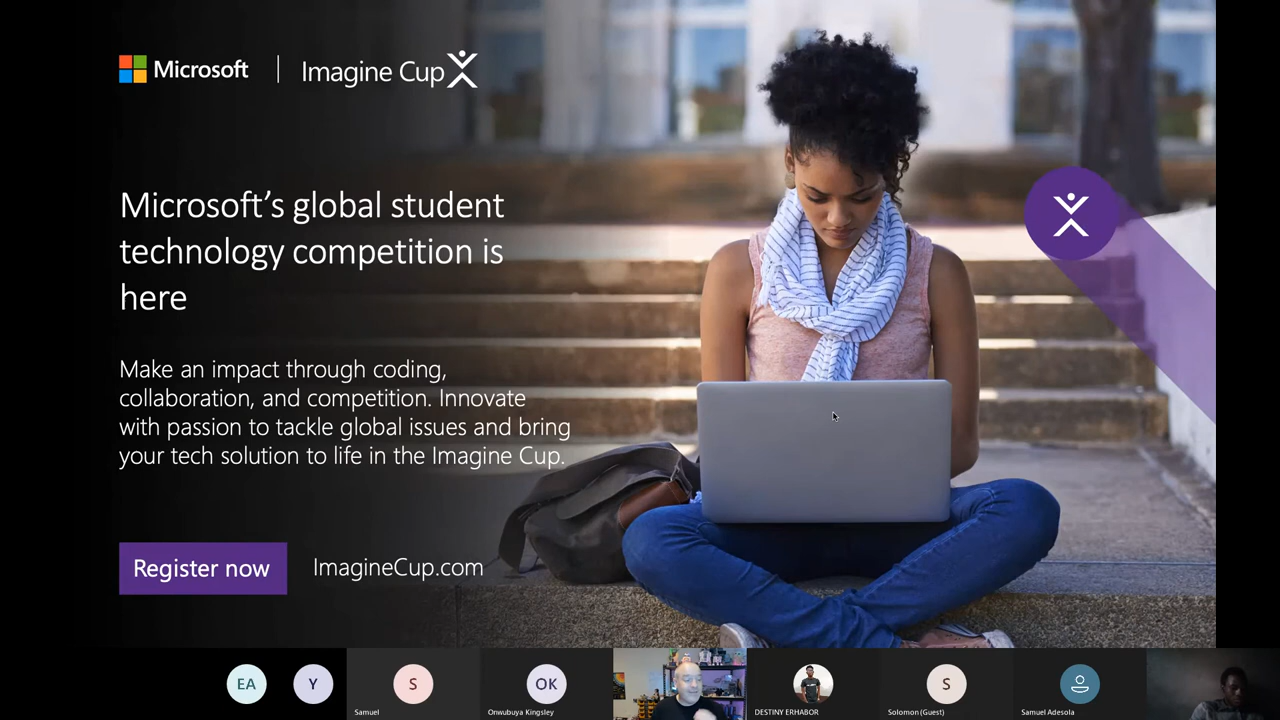 Microsoft | Imagine Cup
Microsoft's global student
technology competition is
here
Make an impact through coding,
collaboration, and competition. Innovate
with passion to tackle global issues and bring
your tech solution to life in the Imagine Cup.
Register now
ImagineCup.com
EA
Y
S
Samuel
OK
Onwubuya Kingsley
DESTINY ERHABOR
S
Solomon (Guest)
Samuel Adesola